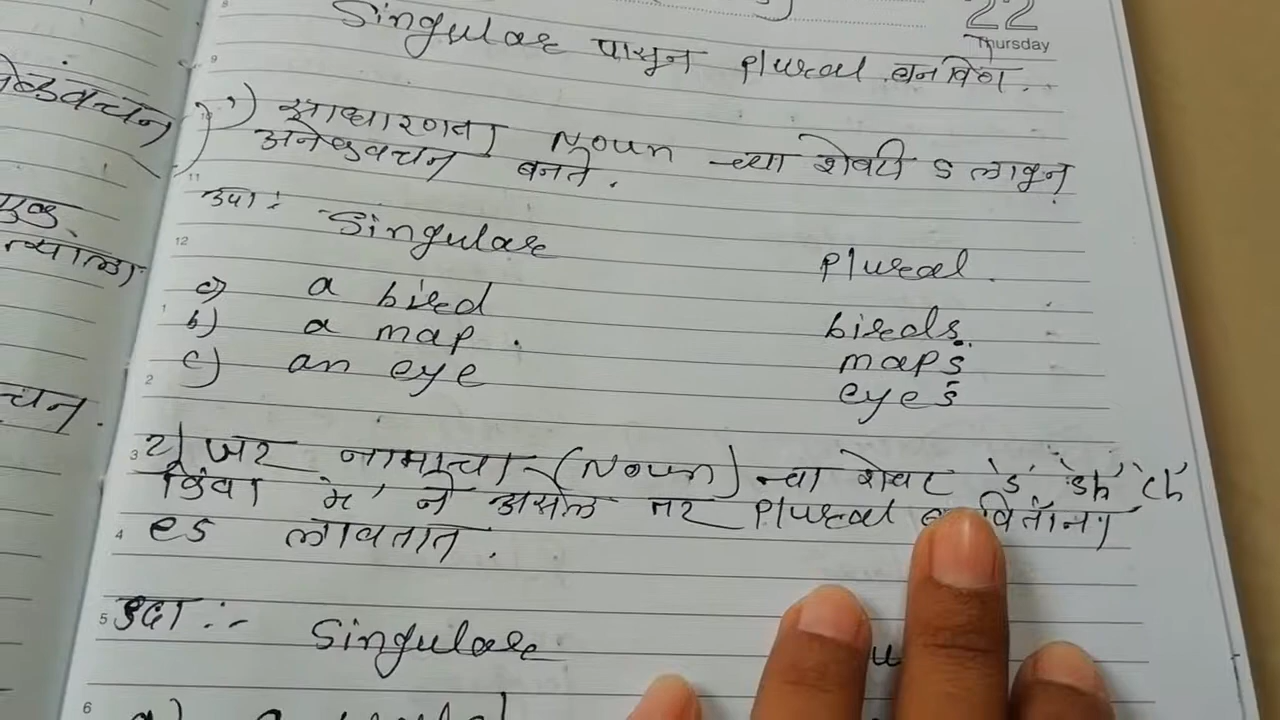 22
Thursday
Singular पासून plural बनविणे..
1) साधारणता Noun च्या शेवटी s लावून
अनेकवचन बनते.
उदा: Singular plural.
a) a bird birds.
b) a map. maps
c) an eye eyes
2) जर नामाचा (Noun) चा शेवट 's' 'sh' 'ch'
किंवा 'x' ने असेल तर plural बनवितांना
es लावतात.
उदा :- Singular